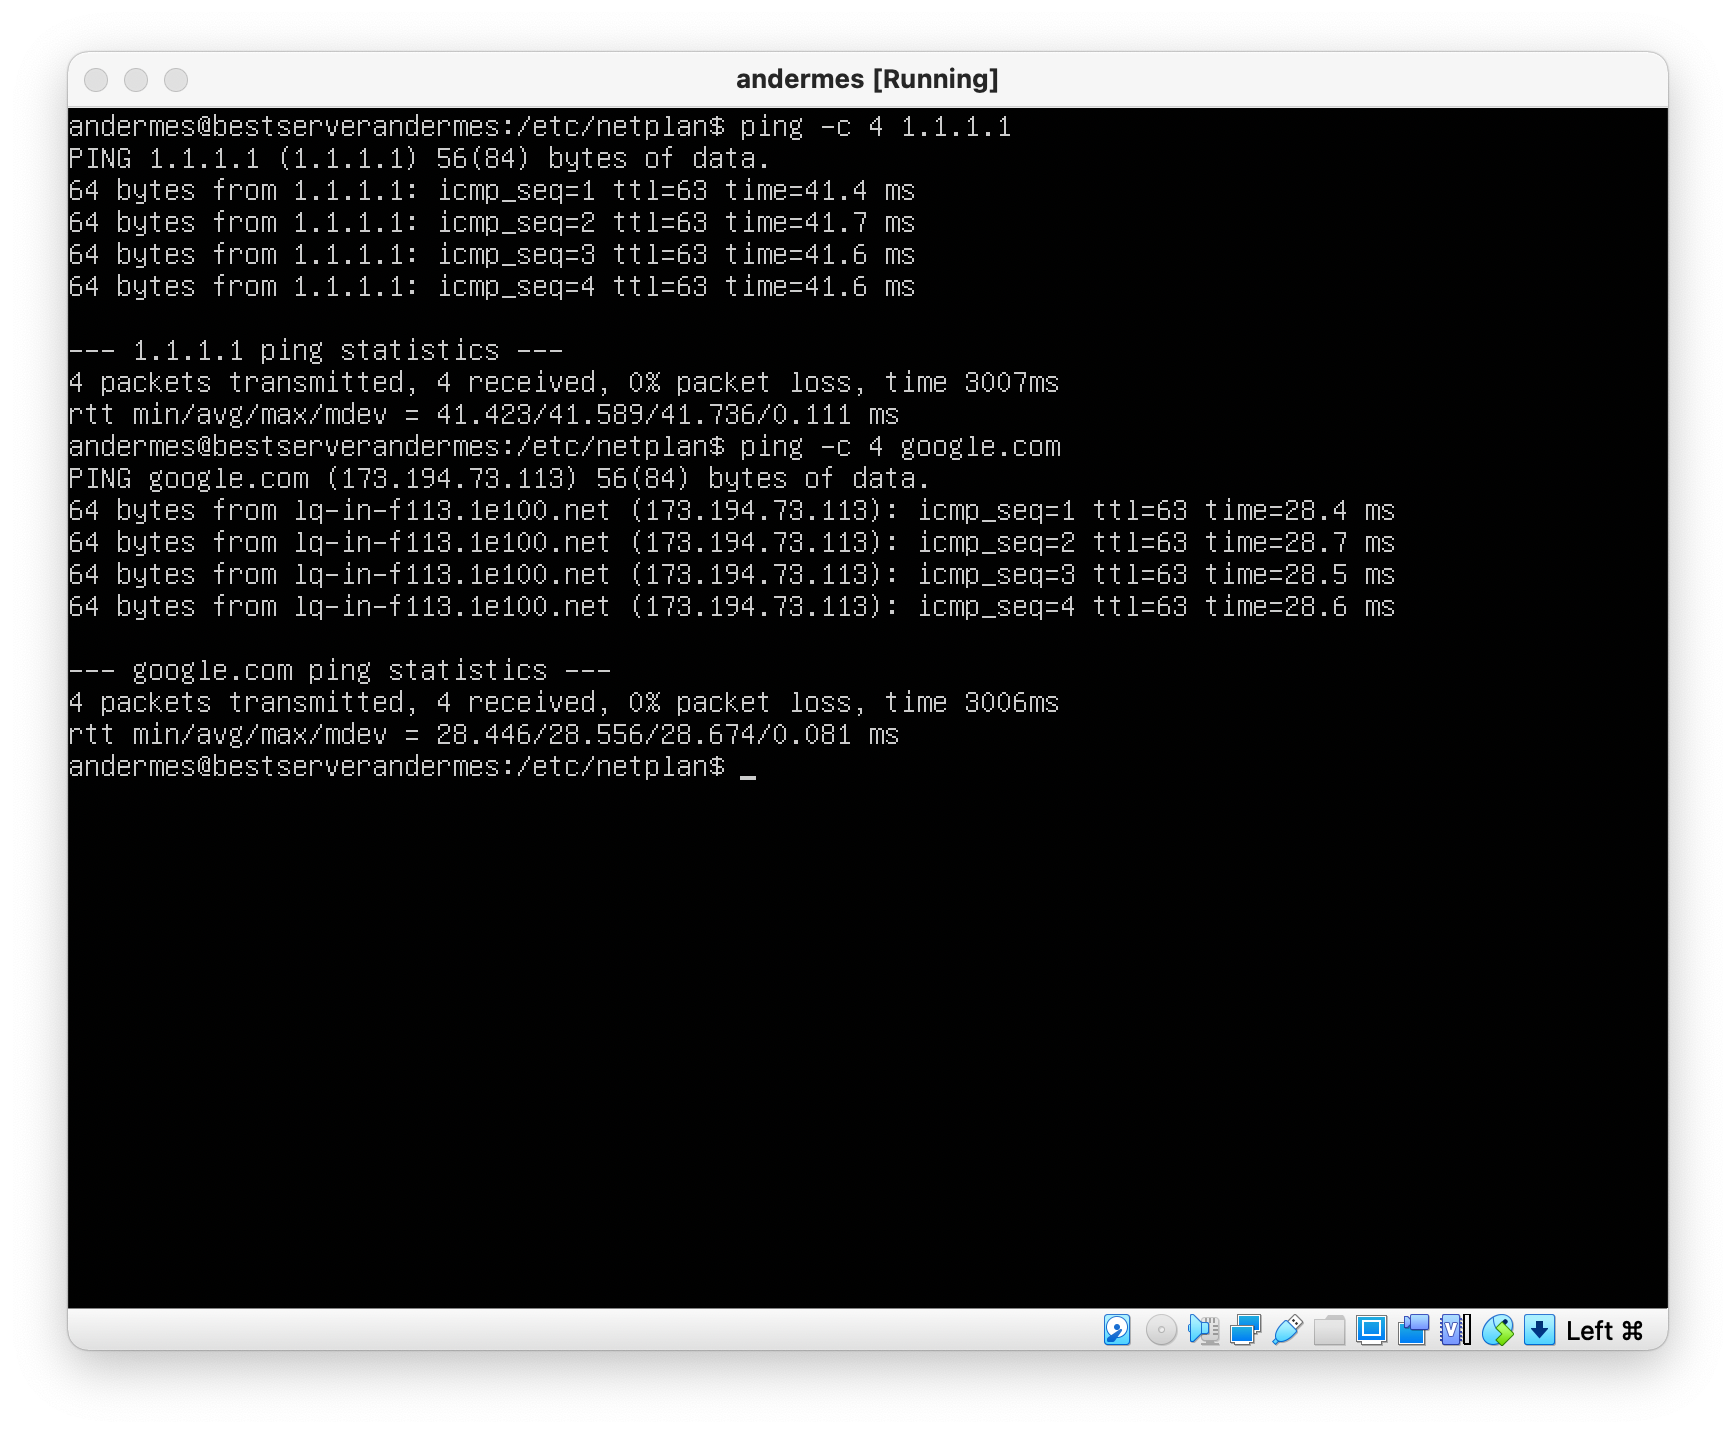 andermes [Running]
andermes@bestserverandermes:/etc/netplan$ ping -c 4 1.1.1.1
PING 1.1.1.1 (1.1.1.1) 56(84) bytes of data.
64 bytes from 1.1.1.1: icmp_seq=1 ttl=63 time=41.4 ms
64 bytes from 1.1.1.1: icmp_seq=2 ttl=63 time=41.7 ms
64 bytes from 1.1.1.1: icmp_seq=3 ttl=63 time=41.6 ms
64 bytes from 1.1.1.1: icmp_seq=4 ttl=63 time=41.6 ms
--- 1.1.1.1 ping statistics ---
4 packets transmitted, 4 received, 0% packet loss, time 3007ms
rtt min/avg/max/mdev = 41.423/41.589/41.736/0.111 ms
andermes@bestserverandermes:/etc/netplan$ ping -c 4 google.com
PING google.com (173.194.73.113) 56(84) bytes of data.
64 bytes from lq-in-f113.1e100.net (173.194.73.113): icmp_seq=1 ttl=63 time=28.4 ms
64 bytes from lq-in-f113.1e100.net (173.194.73.113): icmp_seq=2 ttl=63 time=28.7 ms
64 bytes from lq-in-f113.1e100.net (173.194.73.113): icmp_seq=3 ttl=63 time=28.5 ms
64 bytes from lq-in-f113.1e100.net (173.194.73.113): icmp_seq=4 ttl=63 time=28.6 ms
--- google.com ping statistics ---
4 packets transmitted, 4 received, 0% packet loss, time 3006ms
rtt min/avg/max/mdev = 28.446/28.556/28.674/0.081 ms
andermes@bestserverandermes:/etc/netplan$ _
Left ⌘